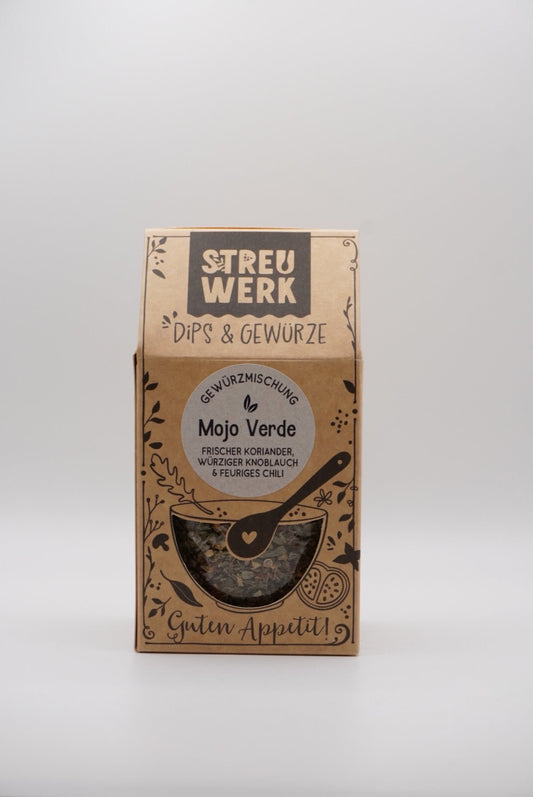 STREU
WERK
DiPS & GEWÜRZE
GEWÜRZMISCHUNG
Mojo Verde
FRISCHER KORIANDER,
WÜRZIGER KNOBLAUCH
& FEURIGES CHILI
Guten Appetit!